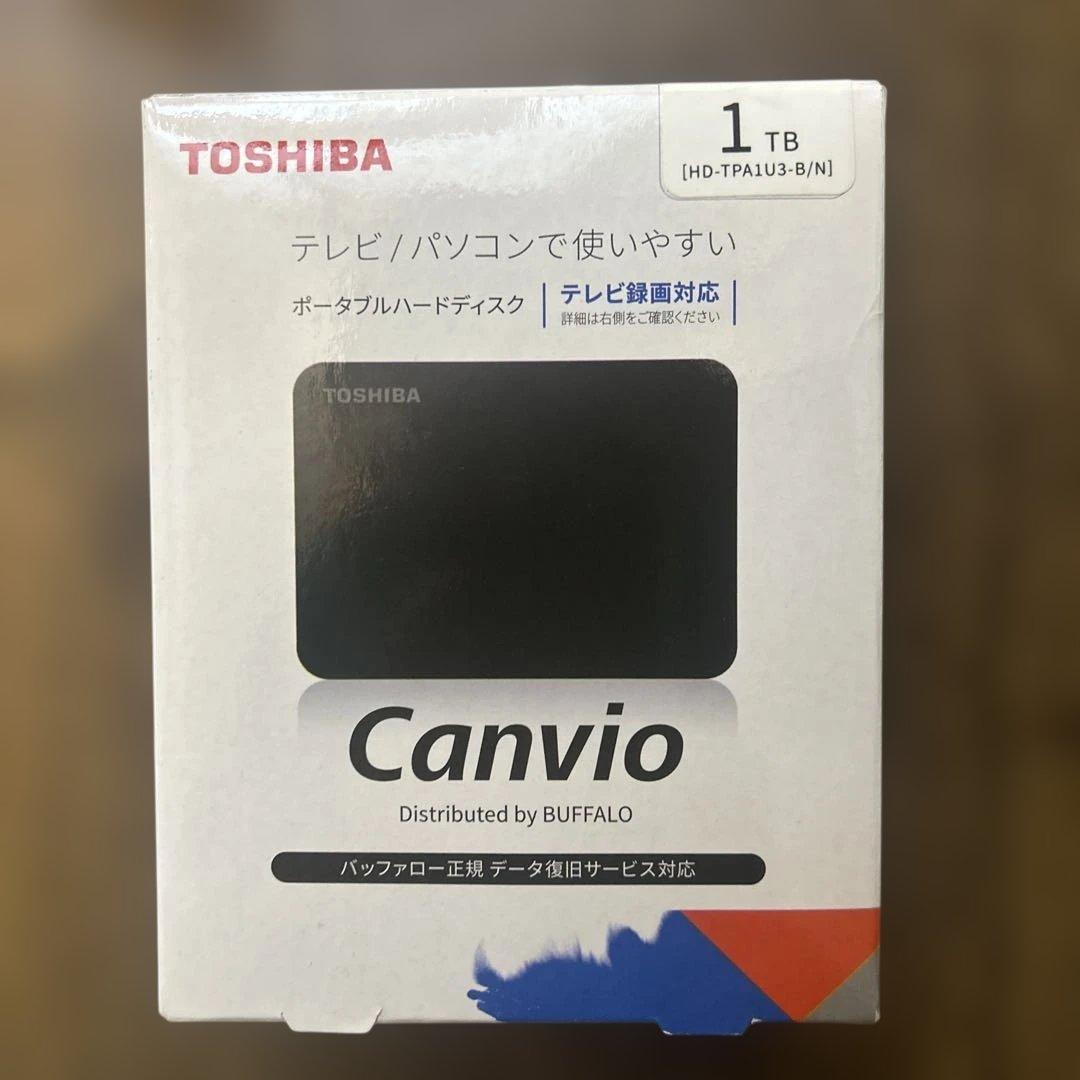 TOSHIBA
1 TB
[HD-TPA1U3-B/N]
テレビ/パソコンで使いやすい
ポータブルハードディスク
テレビ録画対応
詳細は右側をご確認ください
TOSHIBA
Canvio
Distributed by BUFFALO
バッファロー正規 データ復旧サービス対応